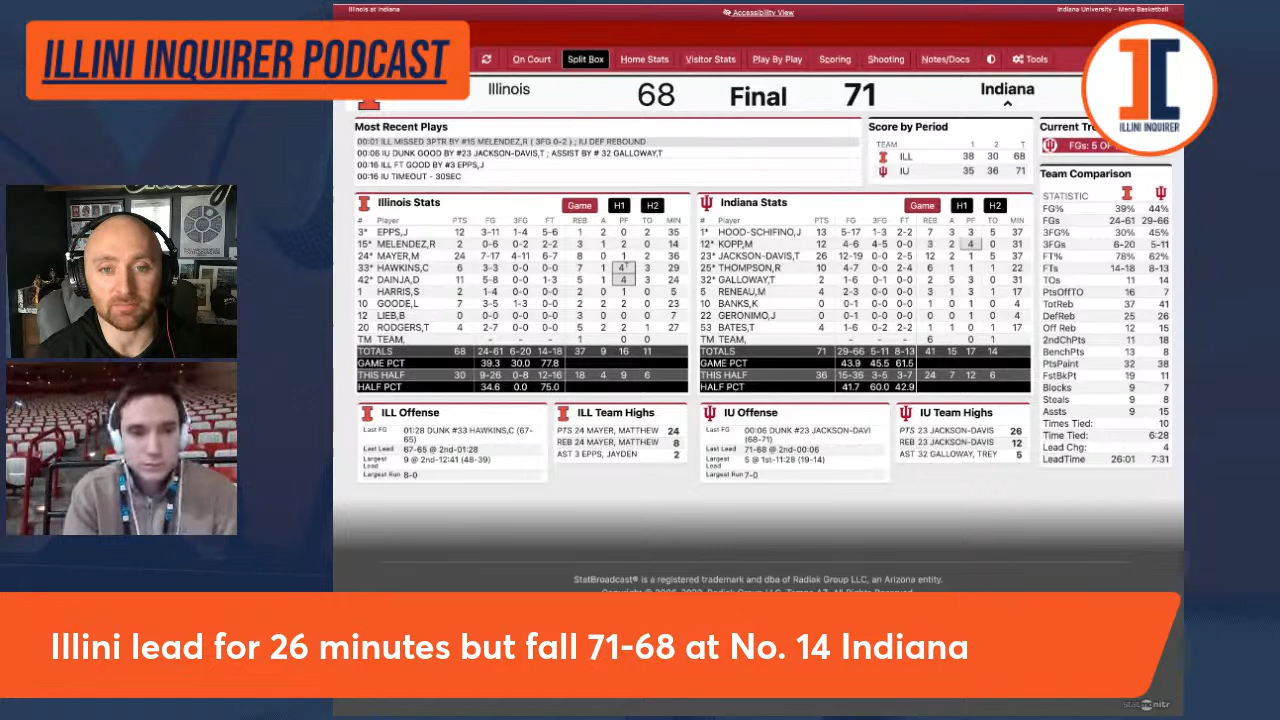 Illinois at Indiana
Accessibility View
Indiana University - Mens Basketball
ILLINI INQUIRER PODCAST
On Court Split Box Home Stats Visitor Stats Play By Play Scoring Shooting Notes/Docs Tools
ILLINI INQUIRER
Illinois 68 Final 71 Indiana
Most Recent Plays
00:01 ILL MISSED 3PTR BY #15 MELENDEZ,R ( 3FG 0-2 ) ; IU DEF REBOUND
00:06 IU DUNK GOOD BY #23 JACKSON-DAVIS,T ; ASSIST BY # 32 GALLOWAY,T
00:16 ILL FT GOOD BY #3 EPPS,J
00:16 IU TIMEOUT - 30SEC
Score by Period
TEAM 1 2 T
ILL 38 30 68
IU 35 36 71
FGs: 5 OF
Illinois Stats Game H1 H2
# Player PTS FG 3FG FT REB A PF TO MIN
3* EPPS,J 12 3-11 1-4 5-6 1 2 0 2 35
15* MELENDEZ,R 2 0-6 0-2 2-2 3 1 2 0 14
24* MAYER,M 24 7-17 4-11 6-7 8 0 1 2 36
33* HAWKINS,C 6 3-3 0-0 0-0 7 1 4 3 29
42* DAINJA,D 11 5-8 0-0 1-3 5 1 4 3 24
1 HARRIS,S 2 1-4 0-0 0-0 3 0 1 0 5
10 GOODE,L 7 3-5 1-3 0-0 2 2 2 0 23
12 LIEB,B 0 0-0 0-0 0-0 3 0 0 0 7
20 RODGERS,T 4 2-7 0-0 0-0 5 2 2 1 27
TM TEAM, - - - 1 0
TOTALS 68 24-61 6-20 14-18 37 9 16 11
GAME PCT 39.3 30.0 77.8
THIS HALF 30 9-26 0-8 12-16 18 4 9 6
HALF PCT 34.6 0.0 75.0
Indiana Stats Game H1 H2
# Player PTS FG 3FG FT REB A PF TO MIN
1* HOOD-SCHIFINO,J 13 5-17 1-3 2-2 7 3 3 5 37
12* KOPP,M 12 4-6 4-5 0-0 3 2 4 0 31
23* JACKSON-DAVIS,T 26 12-19 0-0 2-5 12 2 1 5 37
25* THOMPSON,R 10 4-7 0-0 2-4 6 1 1 1 22
32* GALLOWAY,T 2 1-6 0-1 0-0 2 5 3 0 31
5 RENEAU,M 4 2-3 0-0 0-0 3 1 3 1 17
10 BANKS,K 0 0-1 0-1 0-0 1 0 1 0 4
22 GERONIMO,J 0 0-1 0-1 0-0 0 0 0 1 4
53 BATES,T 4 1-6 0-2 2-2 1 1 0 1 17
TM TEAM, - - - 6 0
TOTALS 71 29-66 5-11 8-13 41 15 17 14
GAME PCT 43.9 45.5 61.5
THIS HALF 36 15-36 3-5 3-7 24 7 12 6
HALF PCT 41.7 60.0 42.9
Team Comparison
STATISTIC
FG% 39% 44%
FGs 24-61 29-66
3FG% 30% 45%
3FGs 6-20 5-11
FT% 78% 62%
FTs 14-18 8-13
TOs 11 14
PtsOffTO 16 7
TotReb 37 41
DefReb 25 26
Off Reb 12 15
2ndChPts 11 18
BenchPts 13 8
PtsPaint 32 38
FstBkPt 19 11
Blocks 9 7
Steals 9 8
Assts 9 15
Times Tied: 10
Time Tied: 6:28
Lead Chg: 4
LeadTime 26:01 7:31
ILL Offense
Last FG 01:28 DUNK #33 HAWKINS,C (67-65)
Last Lead 67-65 @ 2nd-01:28
Largest Lead 9 @ 2nd-12:41 (48-39)
Largest Run 8-0
ILL Team Highs
PTS 24 MAYER, MATTHEW 24
REB 24 MAYER, MATTHEW 8
AST 3 EPPS, JAYDEN 2
IU Offense
Last FG 00:06 DUNK #23 JACKSON-DAVI (68-71)
Last Lead 71-68 @ 2nd-00:06
Largest Lead 5 @ 1st-11:28 (19-14)
Largest Run 7-0
IU Team Highs
PTS 23 JACKSON-DAVIS 26
REB 23 JACKSON-DAVIS 12
AST 32 GALLOWAY, TREY 5
StatBroadcast® is a registered trademark and dba of Radiak Group LLC, an Arizona entity.
Illini lead for 26 minutes but fall 71-68 at No. 14 Indiana